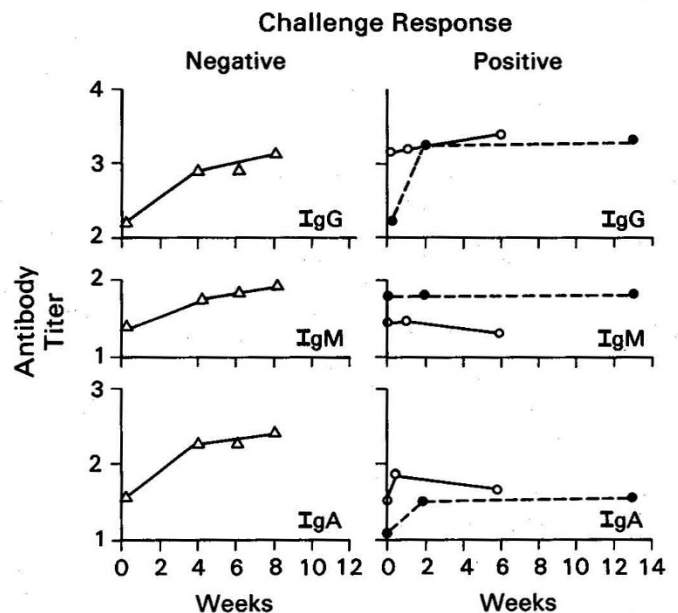 Challenge Response
Negative Positive
4
3
2
IgG IgG
2
1
IgM IgM
Antibody
Titer
3
2
1
IgA IgA
0 2 4 6 8 10 12 0 2 4 6 8 10 12 14
Weeks Weeks